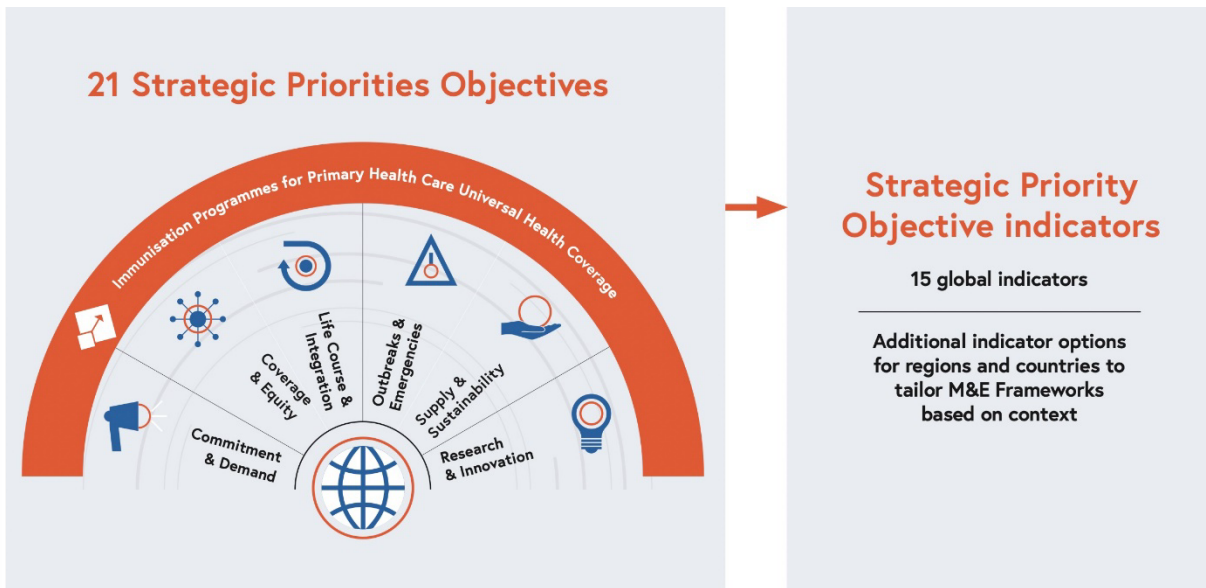 21 Strategic Priorities Objectives
Immunisation Programmes for Primary Health Care Universal Health Coverage
Commitment
& Demand
Coverage
& Equity
Life Course &
Integration
Outbreaks &
Emergencies
Supply &
Sustainability
Research
& Innovation
Strategic Priority
Objective indicators
15 global indicators
Additional indicator options
for regions and countries to
tailor M&E Frameworks
based on context